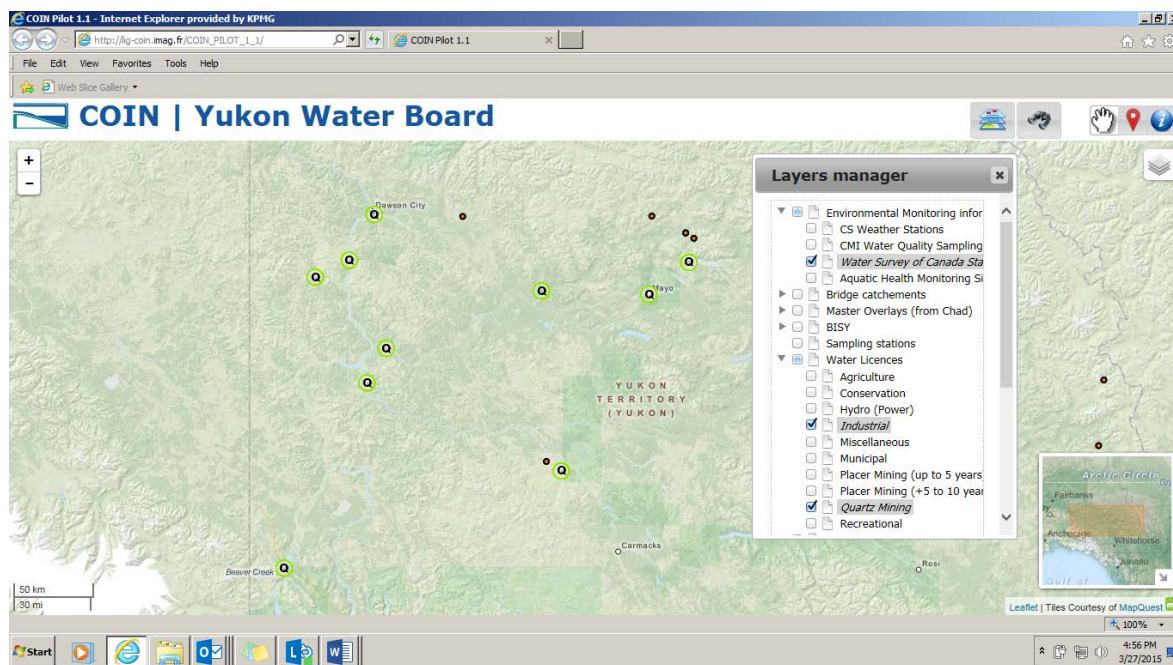 COIN Pilot 1.1 - Internet Explorer provided by KPMG
http://lig-coin.imag.fr/COIN_PILOT_1_1/
COIN Pilot 1.1
File Edit View Favorites Tools Help
Web Slice Gallery
COIN | Yukon Water Board
+
−
Layers manager
Environmental Monitoring infor
CS Weather Stations
CMI Water Quality Sampling
Water Survey of Canada Sta
Aquatic Health Monitoring Si
Bridge catchements
Master Overlays (from Chad)
BISY
Sampling stations
Water Licences
Agriculture
Conservation
Hydro (Power)
Industrial
Miscellaneous
Municipal
Placer Mining (up to 5 years
Placer Mining (+5 to 10 year
Quartz Mining
Recreational
Dawson City
Q
Q
Q
Q
Q
Q Mayo
Q
Q
YUKON
TERRITORY
(YUKON)
Q
Carmacks
Ross
Beaver Creek Q
Arctic Circle
Fairbanks
Anchorage
Whitehorse
Juneau
Gulf of
50 km
30 mi
Leaflet | Tiles Courtesy of MapQuest
100%
Start
4:56 PM
3/27/2015